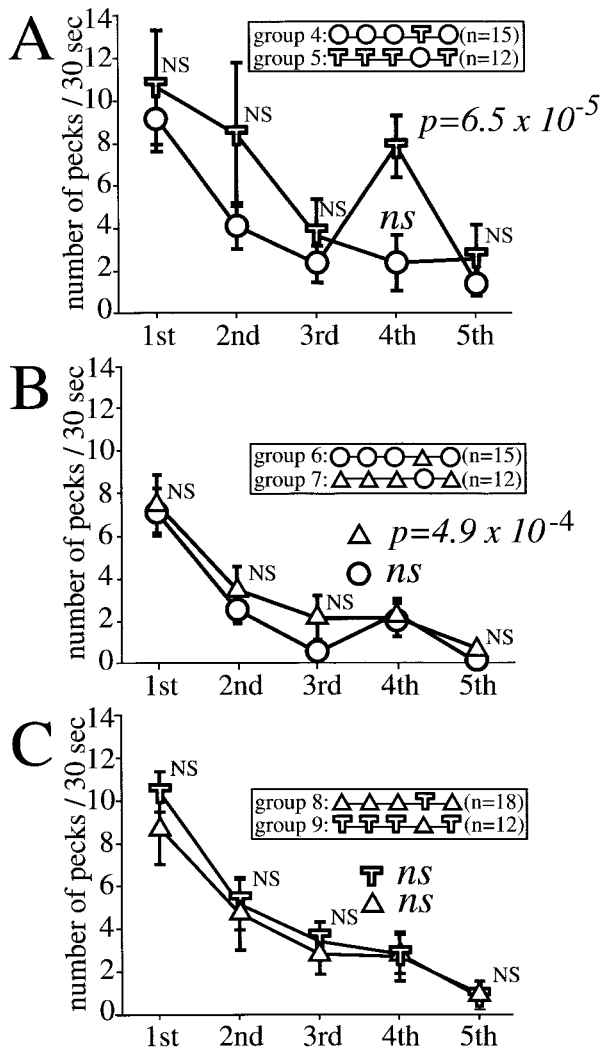 A
number of pecks / 30 sec
14
12
10
8
6
4
2
0
group 4: (n=15)
group 5: (n=12)
NS
NS
NS
NS
p=6.5 x 10-5
ns
1st 2nd 3rd 4th 5th
B
number of pecks / 30 sec
14
12
10
8
6
4
2
0
group 6: (n=15)
group 7: (n=12)
NS
NS
NS
NS
p=4.9 x 10-4
ns
1st 2nd 3rd 4th 5th
C
number of pecks / 30 sec
14
12
10
8
6
4
2
0
group 8: (n=18)
group 9: (n=12)
NS
NS
NS
NS
ns
ns
1st 2nd 3rd 4th 5th